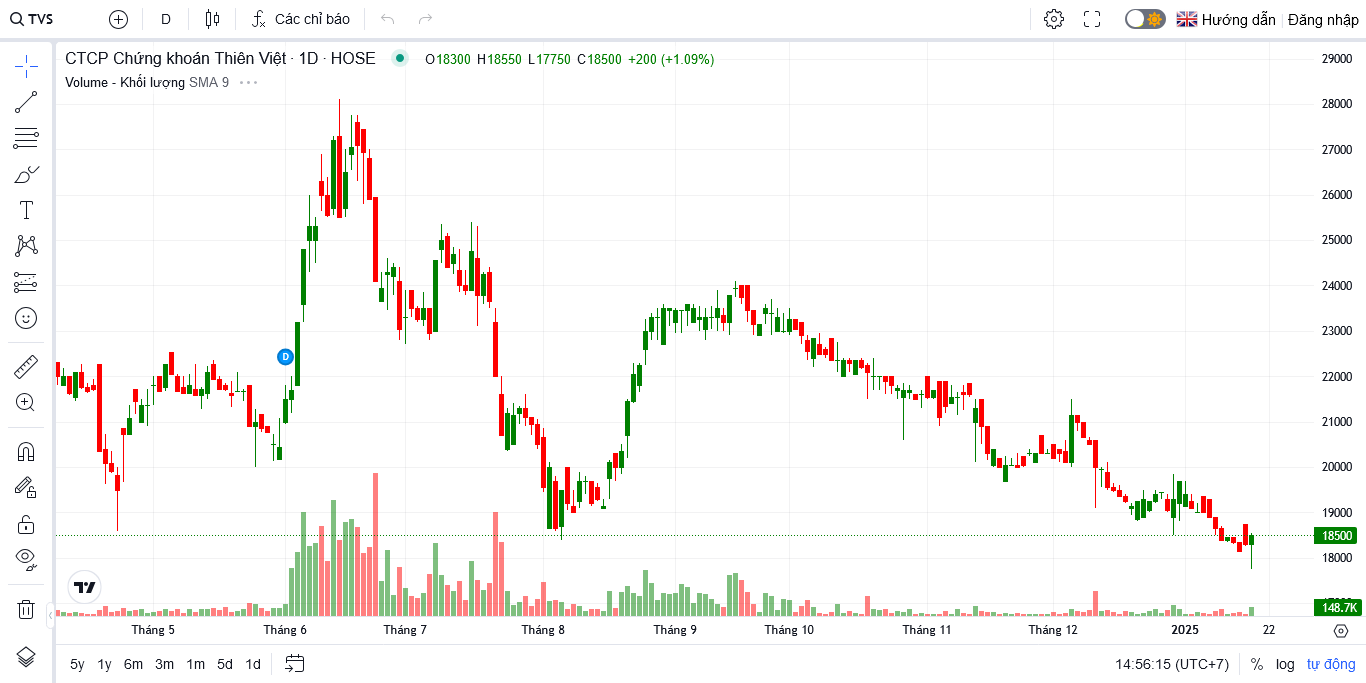 TVS D Các chỉ báo Hướng dẫn Đăng nhập
CTCP Chứng khoán Thiên Việt · 1D · HOSE O18300 H18550 L17750 C18500 +200 (+1.09%)
Volume - Khối lượng SMA 9
29000
28000
27000
26000
25000
24000
23000
22000
21000
20000
19000
18500
18000
148.7K
D
Tháng 5 Tháng 6 Tháng 7 Tháng 8 Tháng 9 Tháng 10 Tháng 11 Tháng 12 2025 22
5y 1y 6m 3m 1m 5d 1d 14:56:15 (UTC+7) % log tự động